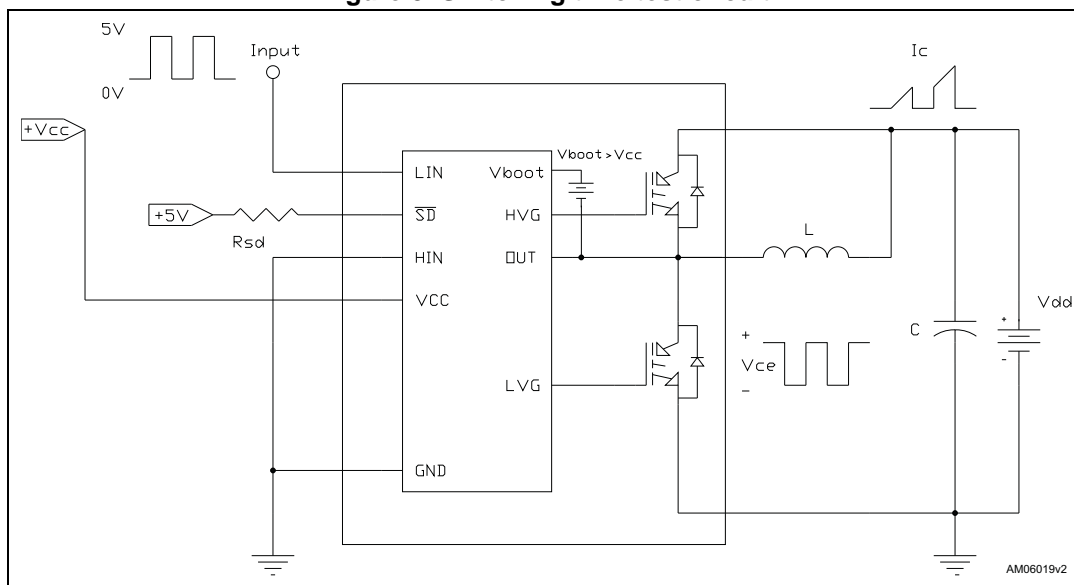 5V
0V
Input
+Vcc
+5V
Rsd
LIN
SD
HIN
VCC
GND
Vboot
HVG
OUT
LVG
Vboot>Vcc
Ic
L
C
+
Vce
-
+
-
Vdd
AM06019v2